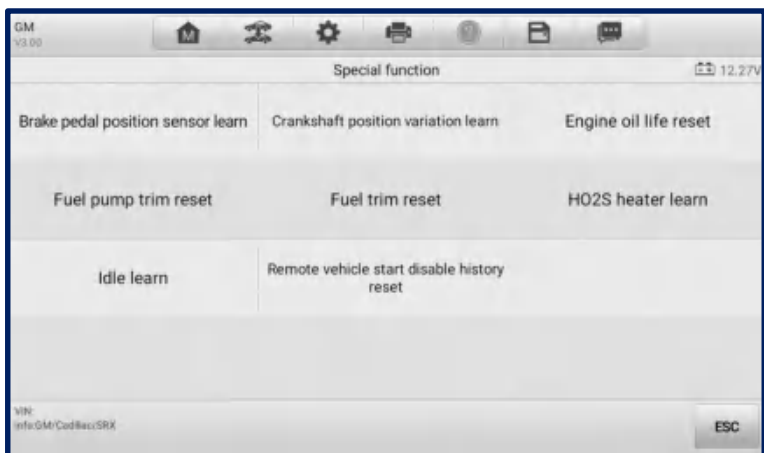 GM
V3.00
M
Special function
12.27V
Brake pedal position sensor learn
Crankshaft position variation learn
Engine oil life reset
Fuel pump trim reset
Fuel trim reset
HO2S heater learn
Idle learn
Remote vehicle start disable history
reset
VIN:
info:GM/Cadillac/SRX
ESC